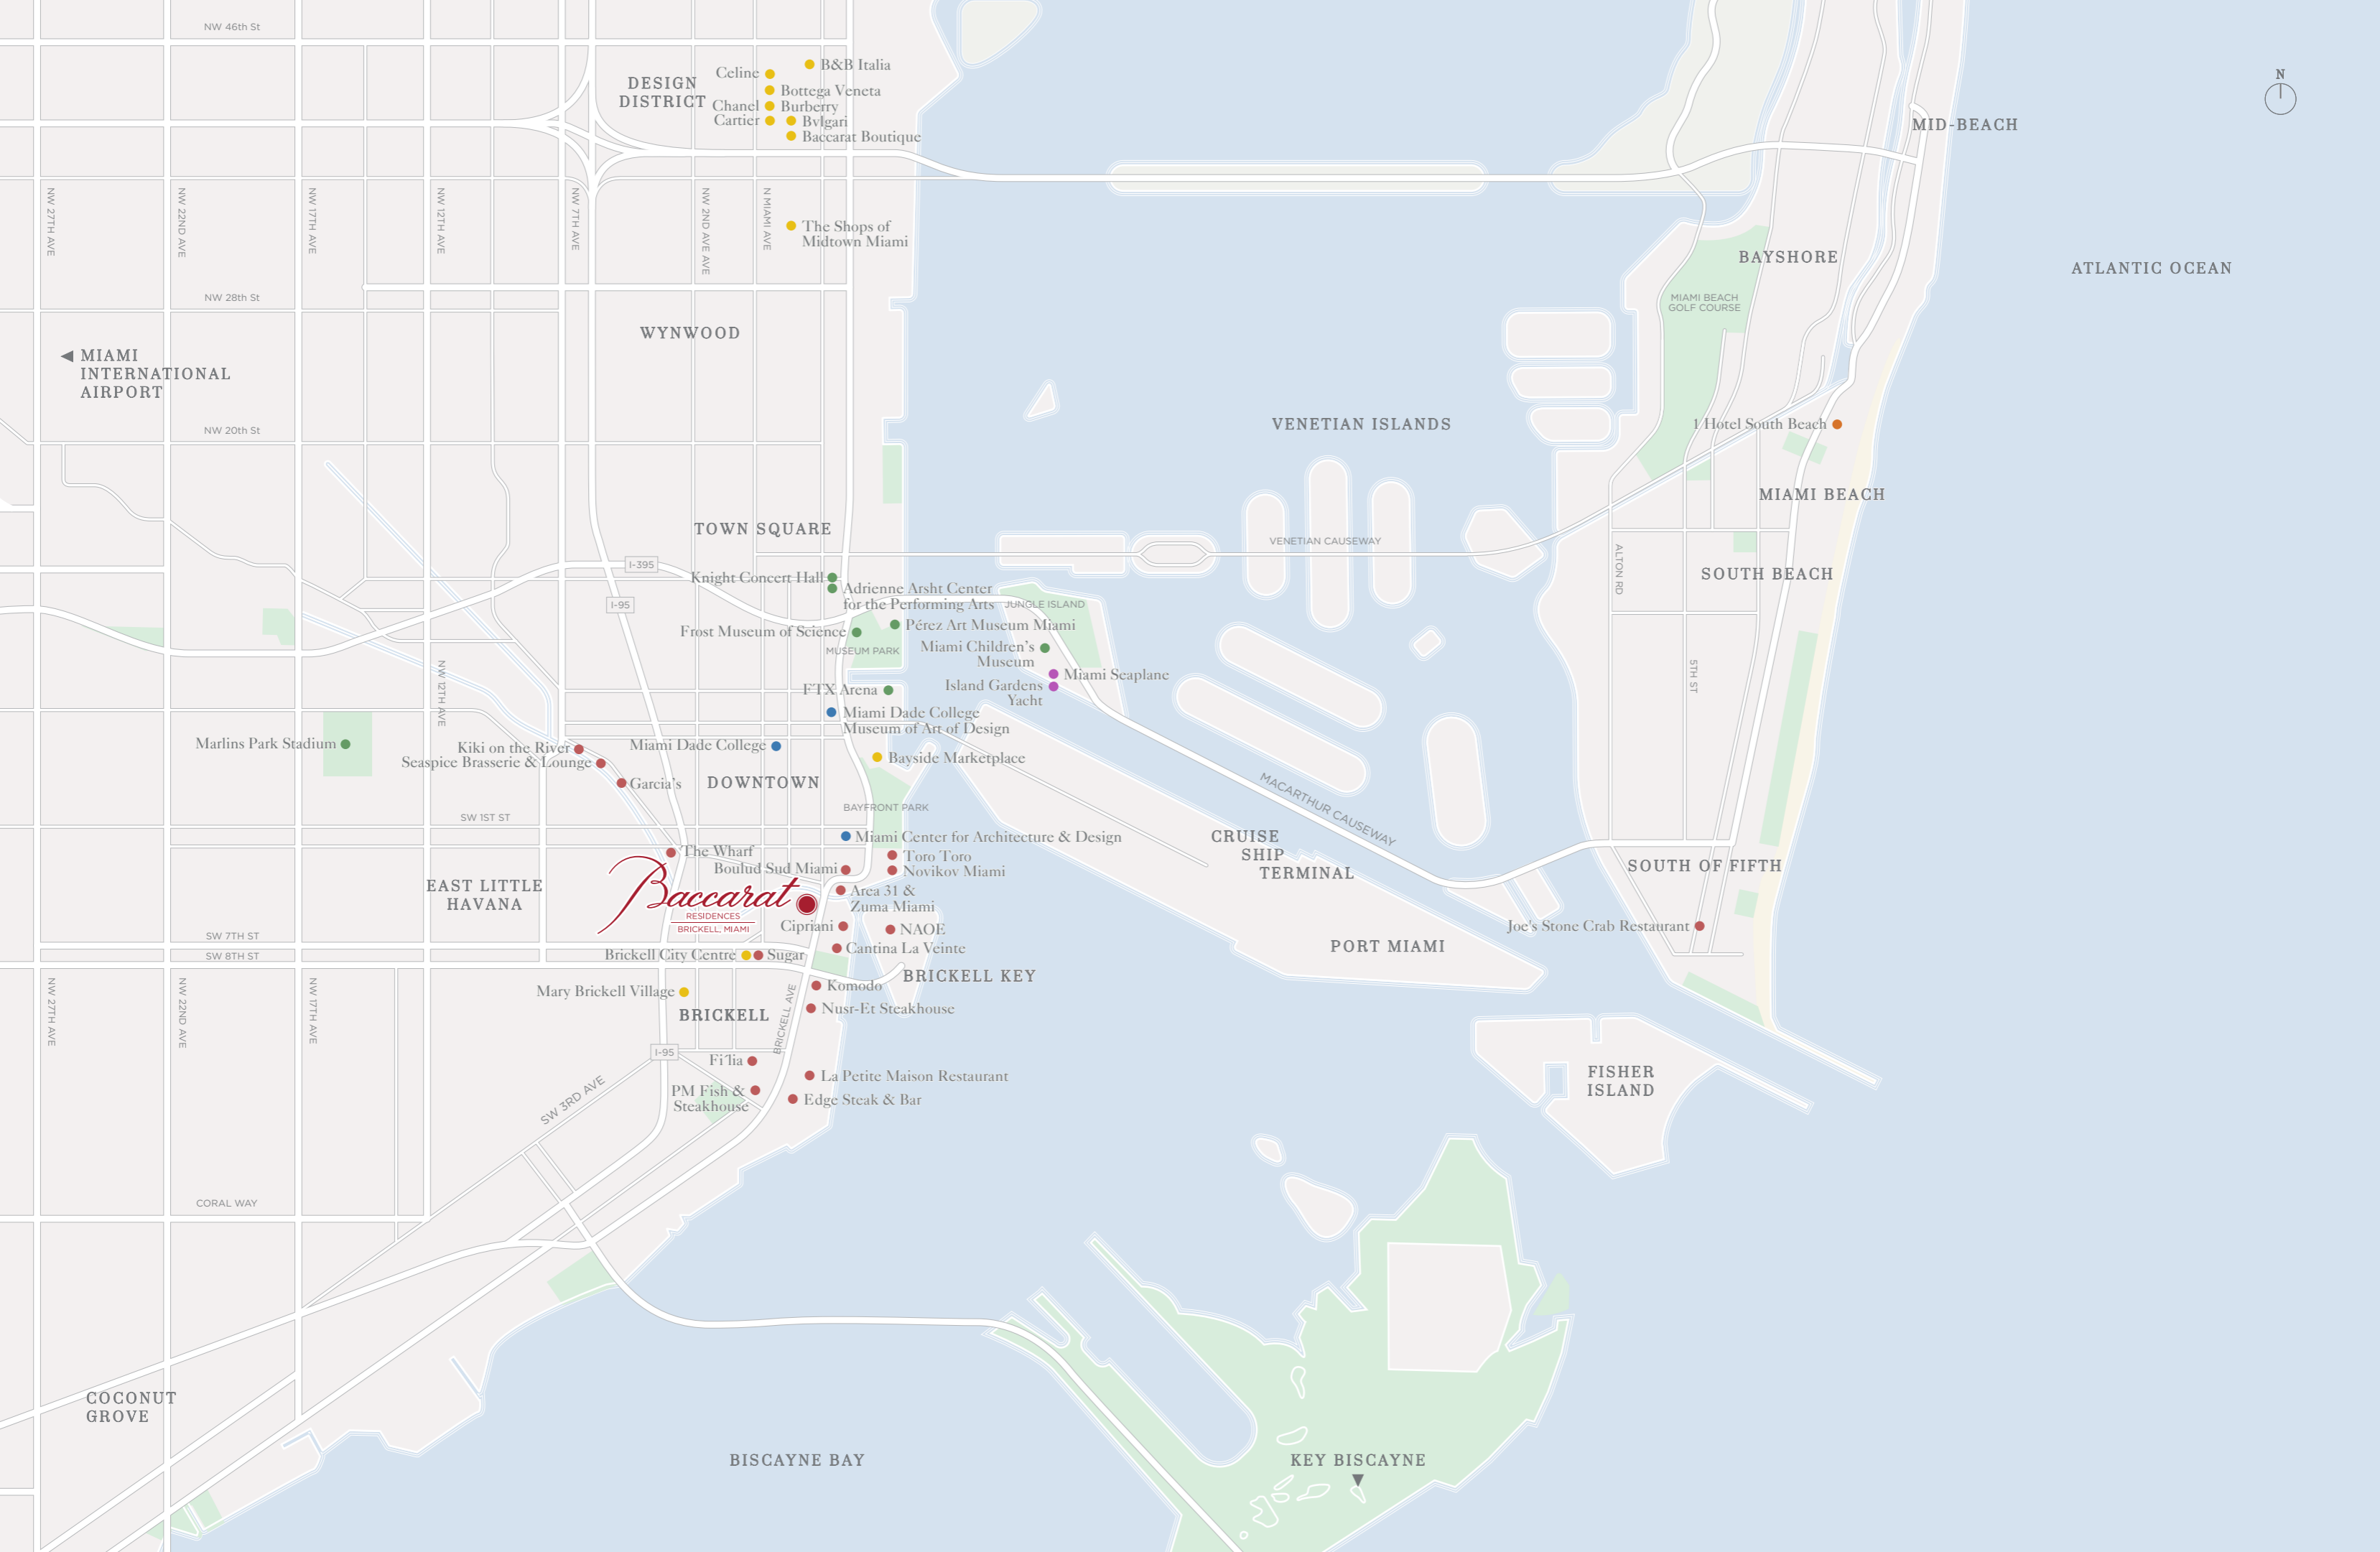 NW 46th St
DESIGN
DISTRICT
Celine
B&B Italia
Bottega Veneta
Chanel
Burberry
Cartier
Bvlgari
Baccarat Boutique
N
MID-BEACH
NW 27TH AVE
NW 22ND AVE
NW 17TH AVE
NW 12TH AVE
NW 7TH AVE
NW 2ND AVE AVE
N MIAMI AVE
The Shops of
Midtown Miami
BAYSHORE
ATLANTIC OCEAN
NW 28th St
MIAMI BEACH
GOLF COURSE
WYNWOOD
MIAMI
INTERNATIONAL
AIRPORT
NW 20th St
VENETIAN ISLANDS
1 Hotel South Beach
MIAMI BEACH
TOWN SQUARE
VENETIAN CAUSEWAY
ALTON RD
I-395
I-95
SOUTH BEACH
Knight Concert Hall
Adrienne Arsht Center
for the Performing Arts
JUNGLE ISLAND
Pérez Art Museum Miami
Frost Museum of Science
MUSEUM PARK
Miami Children's
Museum
Miami Seaplane
Island Gardens
Yacht
NW 12TH AVE
5TH ST
FTX Arena
Miami Dade College
Museum of Art of Design
Marlins Park Stadium
Kiki on the River
Miami Dade College
Seaspice Brasserie & Lounge
Bayside Marketplace
Garcia's
DOWNTOWN
BAYFRONT PARK
MACARTHUR CAUSEWAY
SW 1ST ST
Miami Center for Architecture & Design
CRUISE
SHIP
TERMINAL
The Wharf
Toro Toro
Boulud Sud Miami
Novikov Miami
SOUTH OF FIFTH
EAST LITTLE
HAVANA
Baccarat
RESIDENCES
BRICKELL, MIAMI
Area 31 &
Zuma Miami
Cipriani
NAOE
Joe's Stone Crab Restaurant
SW 7TH ST
Cantina La Veinte
PORT MIAMI
SW 8TH ST
Brickell City Centre
Sugar
BRICKELL KEY
NW 27TH AVE
NW 22ND AVE
NW 17TH AVE
Mary Brickell Village
Komodo
BRICKELL
BRICKELL AVE
Nusr-Et Steakhouse
I-95
Fi'lia
La Petite Maison Restaurant
FISHER
ISLAND
SW 3RD AVE
PM Fish &
Steakhouse
Edge Steak & Bar
CORAL WAY
COCONUT
GROVE
BISCAYNE BAY
KEY BISCAYNE